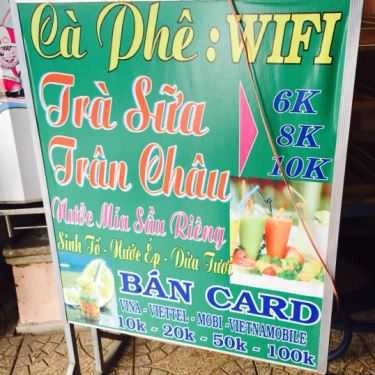 Cà Phê : WIFI
Trà Sữa
Trân Châu
6K
8K
10K
Nước Mía Sầu Riêng
Sinh Tố - Nước Ép - Dừa Tươi
BÁN CARD
VINA - VIETTEL - MOBI - VIETNAMOBILE
10k - 20k - 50k - 100k